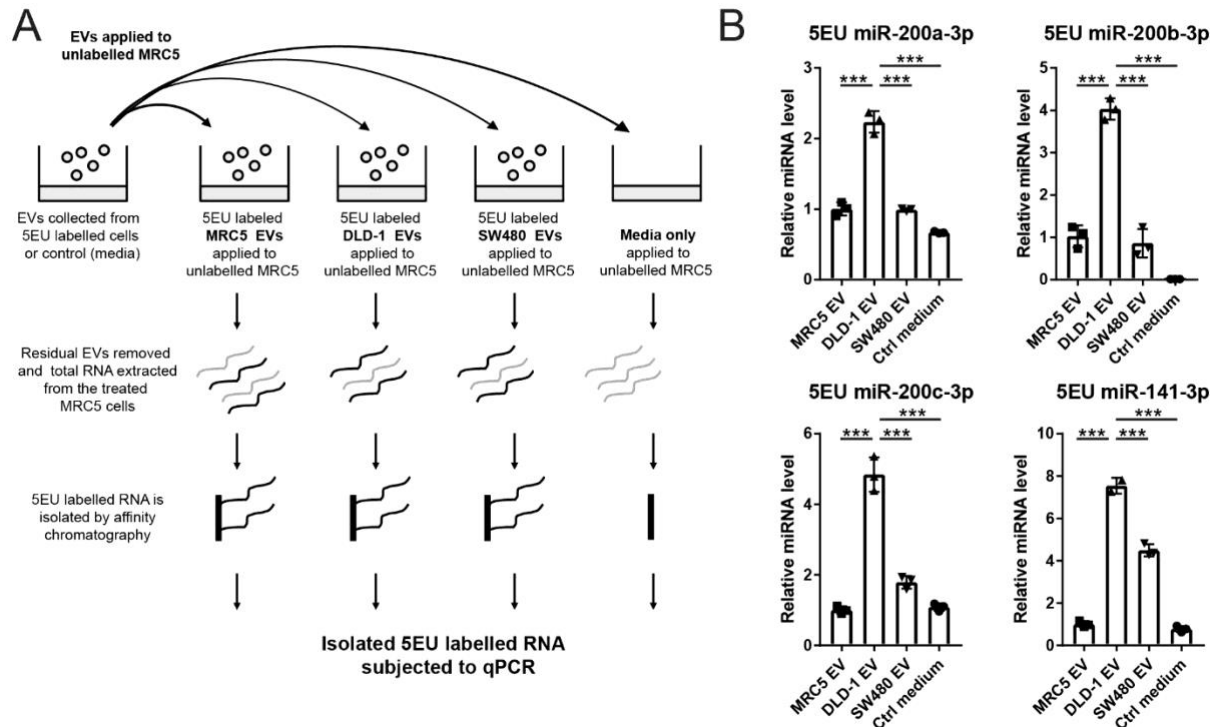 A
EVs applied to
unlabelled MRC5
EVs collected from
5EU labelled cells
or control (media)
5EU labeled
MRC5 EVs
applied to
unlabelled MRC5
5EU labeled
DLD-1 EVs
applied to
unlabelled MRC5
5EU labeled
SW480 EVs
applied to
unlabelled MRC5
Media only
applied to
unlabelled MRC5
Residual EVs removed
and total RNA extracted
from the treated
MRC5 cells
5EU labelled RNA is
isolated by affinity
chromatography
Isolated 5EU labelled RNA
subjected to qPCR
B
5EU miR-200a-3p
***
*** ***
Relative miRNA level
3
2
1
0
MRC5 EV
DLD-1 EV
SW480 EV
Ctrl medium
5EU miR-200b-3p
***
*** ***
Relative miRNA level
5
4
3
2
1
0
MRC5 EV
DLD-1 EV
SW480 EV
Ctrl medium
5EU miR-200c-3p
***
*** ***
Relative miRNA level
6
4
2
0
MRC5 EV
DLD-1 EV
SW480 EV
Ctrl medium
5EU miR-141-3p
***
*** ***
Relative miRNA level
10
8
6
4
2
0
MRC5 EV
DLD-1 EV
SW480 EV
Ctrl medium